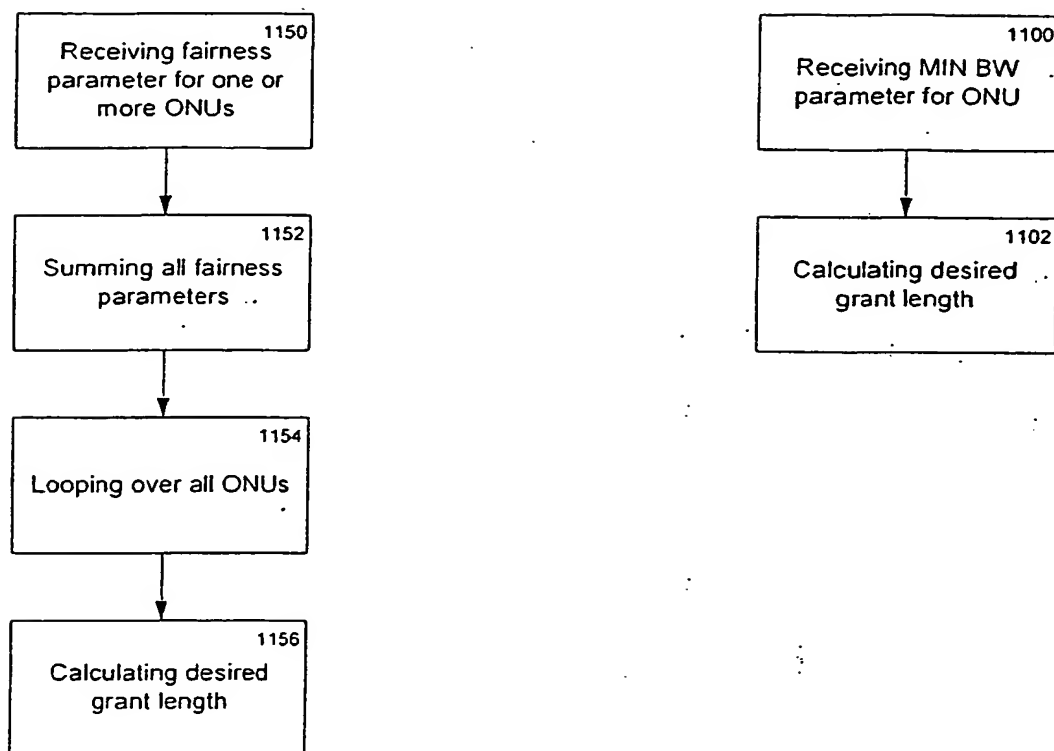 1150
Receiving fairness
parameter for one or
more ONUs
1152
Summing all fairness
parameters
1154
Looping over all ONUs
1156
Calculating desired
grant length
1100
Receiving MIN BW
parameter for ONU
1102
Calculating desired
grant length